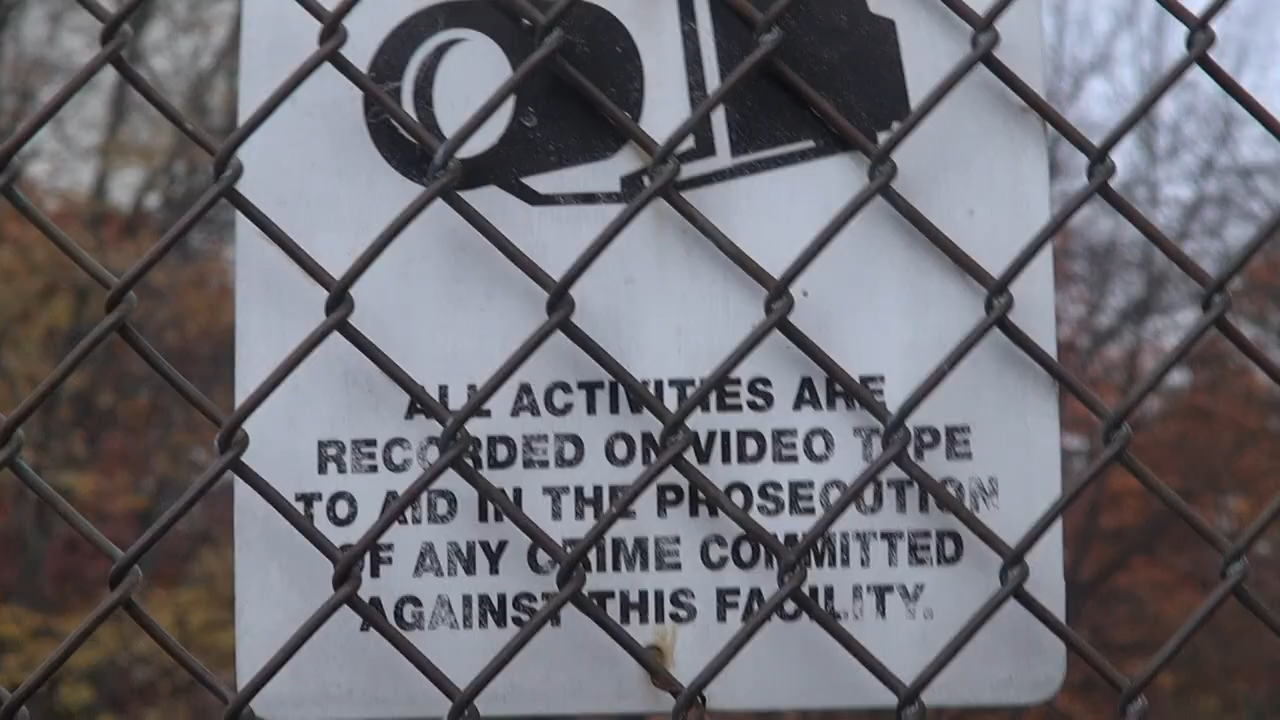 ALL ACTIVITIES ARE
RECORDED ON VIDEO TAPE
TO AID IN THE PROSECUTION
OF ANY CRIME COMMITTED
AGAINST THIS FACILITY.